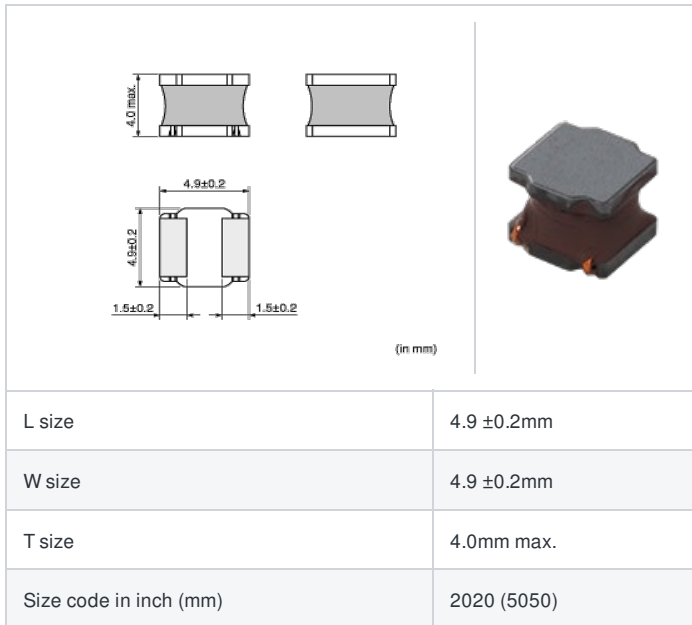 4.0 max.
4.9±0.2
4.9±0.2
1.5±0.2
1.5±0.2
(in mm)
L size
4.9 ±0.2mm
W size
4.9 ±0.2mm
T size
4.0mm max.
Size code in inch (mm)
2020 (5050)